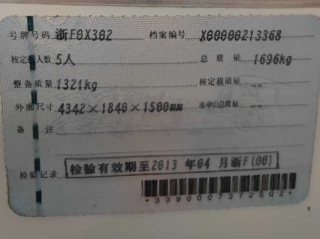 号牌号码 浙F0X302 档案编号 X00000213368
核定载人数 5人 总质量 1696kg
整备质量 1321kg 核定载质量 --
外廓尺寸 4342×1840×1500mm 准牵引总质量 --
备注
检验记录 检验有效期至2013年04月浙F(00)
*3390007372802*